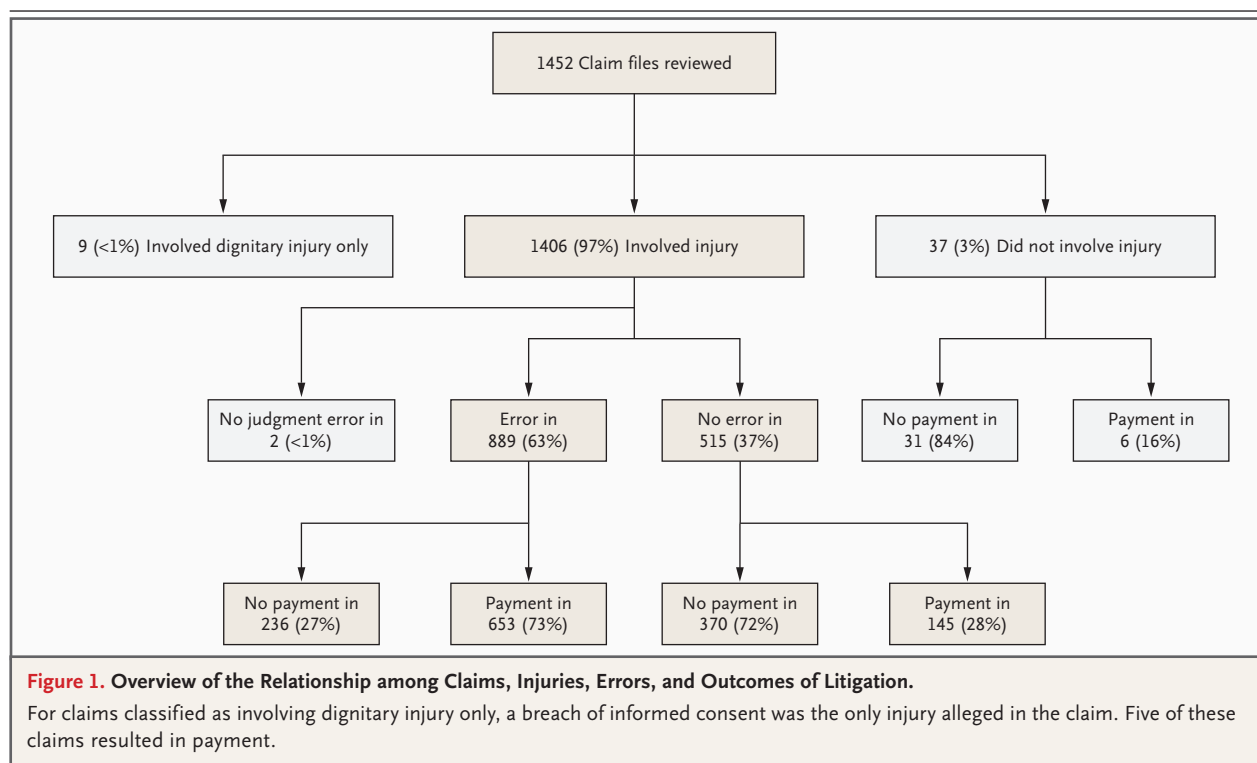 1452 Claim files reviewed
9 (<1%) Involved dignitary injury only
1406 (97%) Involved injury
37 (3%) Did not involve injury
No judgment error in
2 (<1%)
Error in
889 (63%)
No error in
515 (37%)
No payment in
31 (84%)
Payment in
6 (16%)
No payment in
236 (27%)
Payment in
653 (73%)
No payment in
370 (72%)
Payment in
145 (28%)
Figure 1. Overview of the Relationship among Claims, Injuries, Errors, and Outcomes of Litigation.
For claims classified as involving dignitary injury only, a breach of informed consent was the only injury alleged in the claim. Five of these
claims resulted in payment.